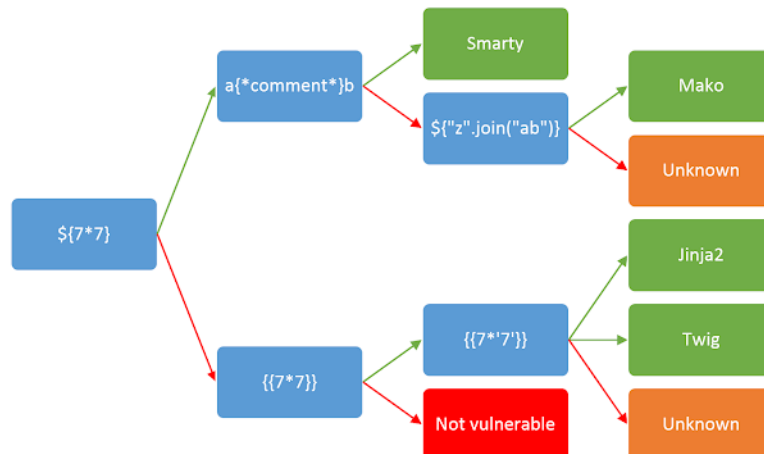 Smarty
a{*comment*}b
Mako
${"z".join("ab")}
Unknown
${7*7}
Jinja2
{{7*'7'}}
Twig
{{7*7}}
Not vulnerable
Unknown